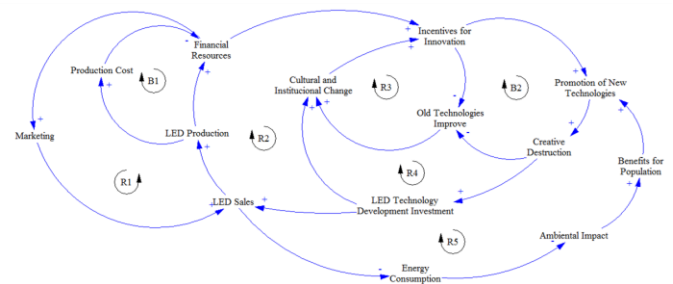 Incentives for
Innovation
Financial
Resources
Production Cost
B1
Cultural and
Institucional Change
R3
B2
Promotion of New
Technologies
Marketing
LED Production
R2
Old Technologies
Improve
Creative
Destruction
Benefits for
Population
R1
R4
LED Sales
LED Technology
Development Investment
R5
Ambiental Impact
Energy
Consumption